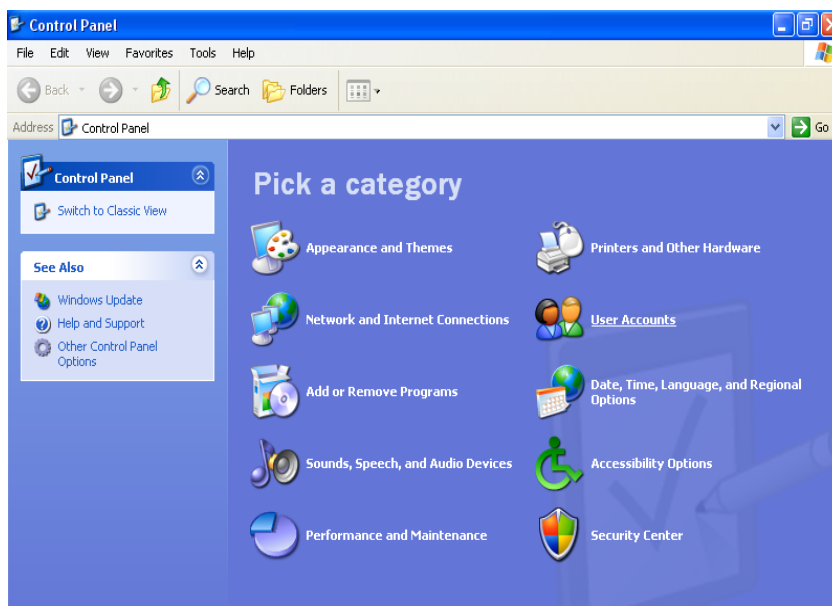 Control Panel
File Edit View Favorites Tools Help
Back Search Folders
Address Control Panel Go
Control Panel
Switch to Classic View
See Also
Windows Update
Help and Support
Other Control Panel
Options
Pick a category
Appearance and Themes
Printers and Other Hardware
Network and Internet Connections
User Accounts
Add or Remove Programs
Date, Time, Language, and Regional
Options
Sounds, Speech, and Audio Devices
Accessibility Options
Performance and Maintenance
Security Center